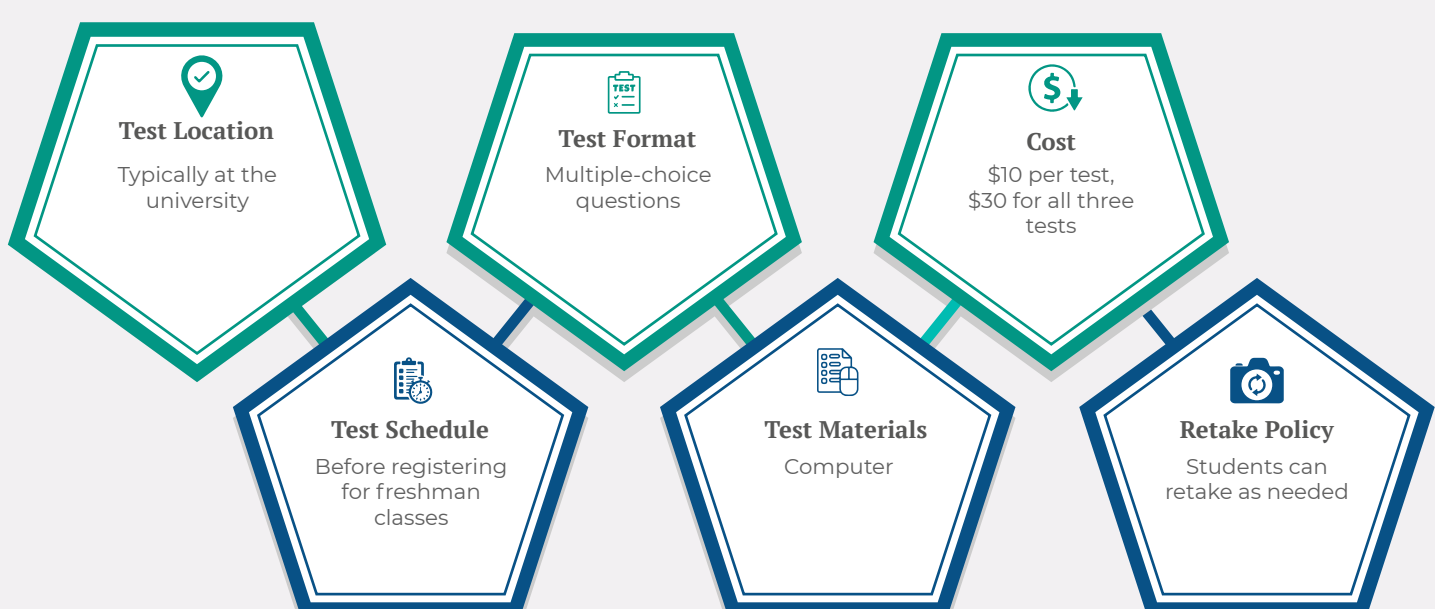 Test Location
Typically at the
university
TEST
Test Format
Multiple-choice
questions
$
Cost
$10 per test,
$30 for all three
tests
Test Schedule
Before registering
for freshman
classes
Test Materials
Computer
Retake Policy
Students can
retake as needed